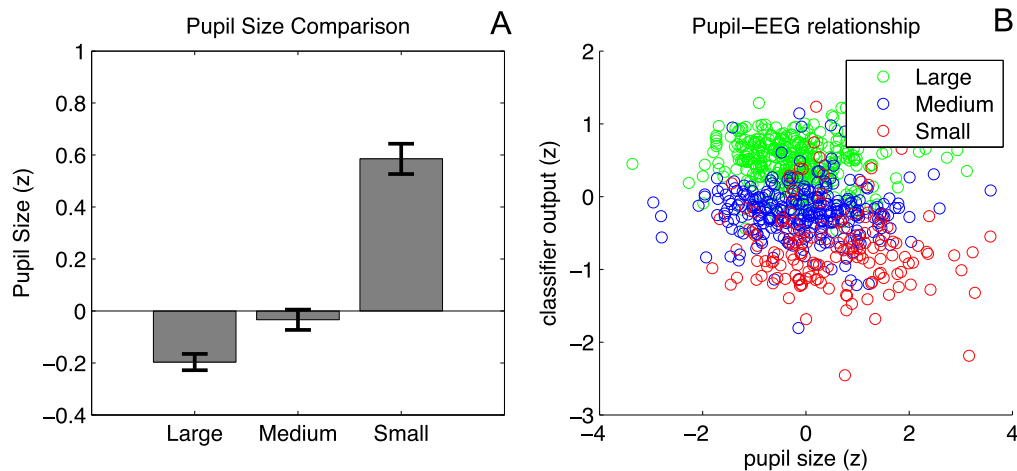 Pupil Size Comparison
A
Pupil Size (z)
1
0.8
0.6
0.4
0.2
0
−0.2
−0.4
Large
Medium
Small
Pupil−EEG relationship
B
classifier output (z)
2
1
0
−1
−2
−3
Large
Medium
Small
−4
−2
0
2
4
pupil size (z)